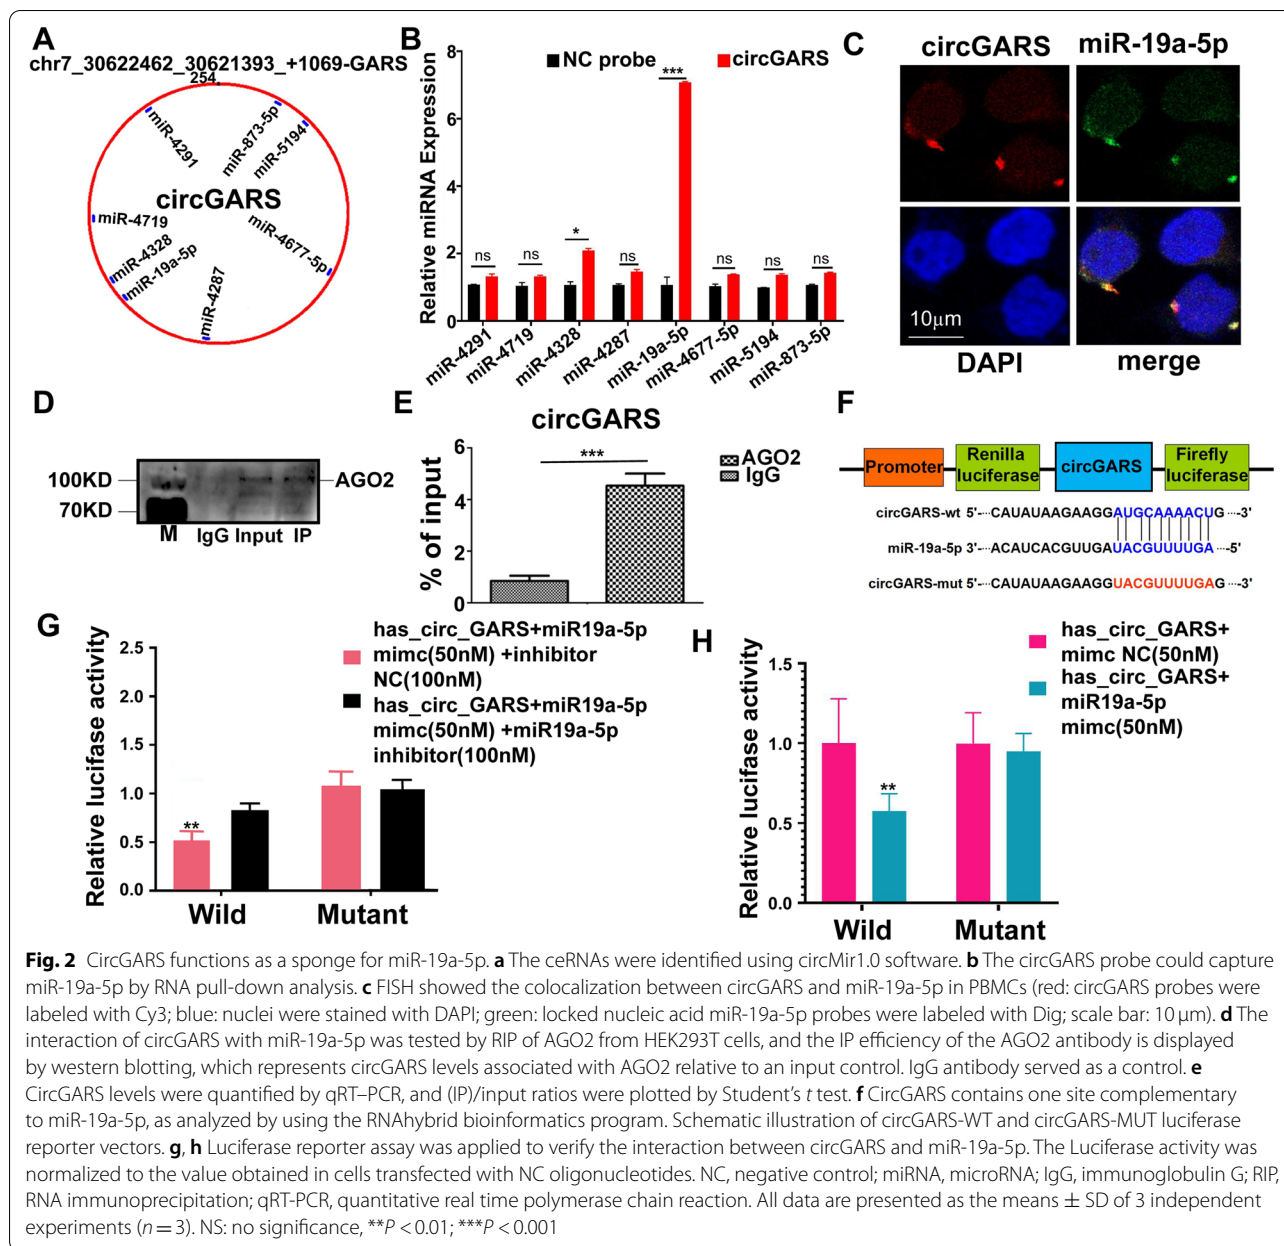 A
chr7_30622462_30621393_+1069-GARS
254
miR-4291
miR-873-5p
miR-5194
circGARS
miR-4719
miR-4677-5p
miR-4328
miR-19a-5p
miR-4287
B
NC probe
circGARS
Relative miRNA Expression
8
6
4
2
0
ns
ns
*
ns
***
ns
ns
ns
miR-4291
miR-4719
miR-4328
miR-4287
miR-19a-5p
miR-4677-5p
miR-5194
miR-873-5p
C
circGARS
miR-19a-5p
10μm
DAPI
merge
D
100KD
70KD
AGO2
M
IgG
Input
IP
E
circGARS
% of input
6
4
2
0
***
AGO2
IgG
F
Promoter
Renilla
luciferase
circGARS
Firefly
luciferase
circGARS-wt 5'-···CAUAUAAGAAGGAUGCAAAACUG ···-3'
miR-19a-5p 3'-···ACAUCACGUUGAUACGUUUUGA ···-5'
circGARS-mut 5'-···CAUAUAAGAAGGUACGUUUUGAG ···-3'
G
Relative lucifase activity
2.5
2.0
1.5
1.0
0.5
0.0
**
Wild
Mutant
has_circ_GARS+miR19a-5p
mimc(50nM) +inhibitor
NC(100nM)
has_circ_GARS+miR19a-5p
mimc(50nM) +miR19a-5p
inhibitor(100nM)
H
Relative lucifase activity
1.5
1.0
0.5
0.0
**
Wild
Mutant
has_circ_GARS+
mimc NC(50nM)
has_circ_GARS+
miR19a-5p
mimc(50nM)
Fig. 2 CircGARS functions as a sponge for miR-19a-5p. a The ceRNAs were identified using circMir1.0 software. b The circGARS probe could capture
miR-19a-5p by RNA pull-down analysis. c FISH showed the colocalization between circGARS and miR-19a-5p in PBMCs (red: circGARS probes were
labeled with Cy3; blue: nuclei were stained with DAPI; green: locked nucleic acid miR-19a-5p probes were labeled with Dig; scale bar: 10 μm). d The
interaction of circGARS with miR-19a-5p was tested by RIP of AGO2 from HEK293T cells, and the IP efficiency of the AGO2 antibody is displayed
by western blotting, which represents circGARS levels associated with AGO2 relative to an input control. IgG antibody served as a control. e
CircGARS levels were quantified by qRT–PCR, and (IP)/input ratios were plotted by Student's t test. f CircGARS contains one site complementary
to miR-19a-5p, as analyzed by using the RNAhybrid bioinformatics program. Schematic illustration of circGARS-WT and circGARS-MUT luciferase
reporter vectors. g, h Luciferase reporter assay was applied to verify the interaction between circGARS and miR-19a-5p. The Luciferase activity was
normalized to the value obtained in cells transfected with NC oligonucleotides. NC, negative control; miRNA, microRNA; IgG, immunoglobulin G; RIP,
RNA immunoprecipitation; qRT-PCR, quantitative real time polymerase chain reaction. All data are presented as the means ± SD of 3 independent
experiments (n = 3). NS: no significance, **P < 0.01; ***P < 0.001